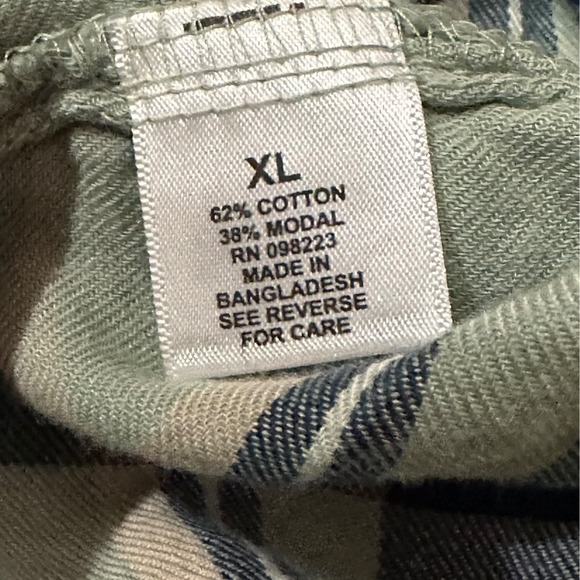 XL
62% COTTON
38% MODAL
RN 098223
MADE IN
BANGLADESH
SEE REVERSE
FOR CARE